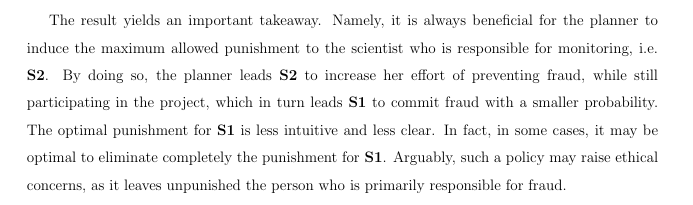 The result yields an important takeaway. Namely, it is always beneficial for the planner to
induce the maximum allowed punishment to the scientist who is responsible for monitoring, i.e.
S2. By doing so, the planner leads S2 to increase her effort of preventing fraud, while still
participating in the project, which in turn leads S1 to commit fraud with a smaller probability.
The optimal punishment for S1 is less intuitive and less clear. In fact, in some cases, it may be
optimal to eliminate completely the punishment for S1. Arguably, such a policy may raise ethical
concerns, as it leaves unpunished the person who is primarily responsible for fraud.